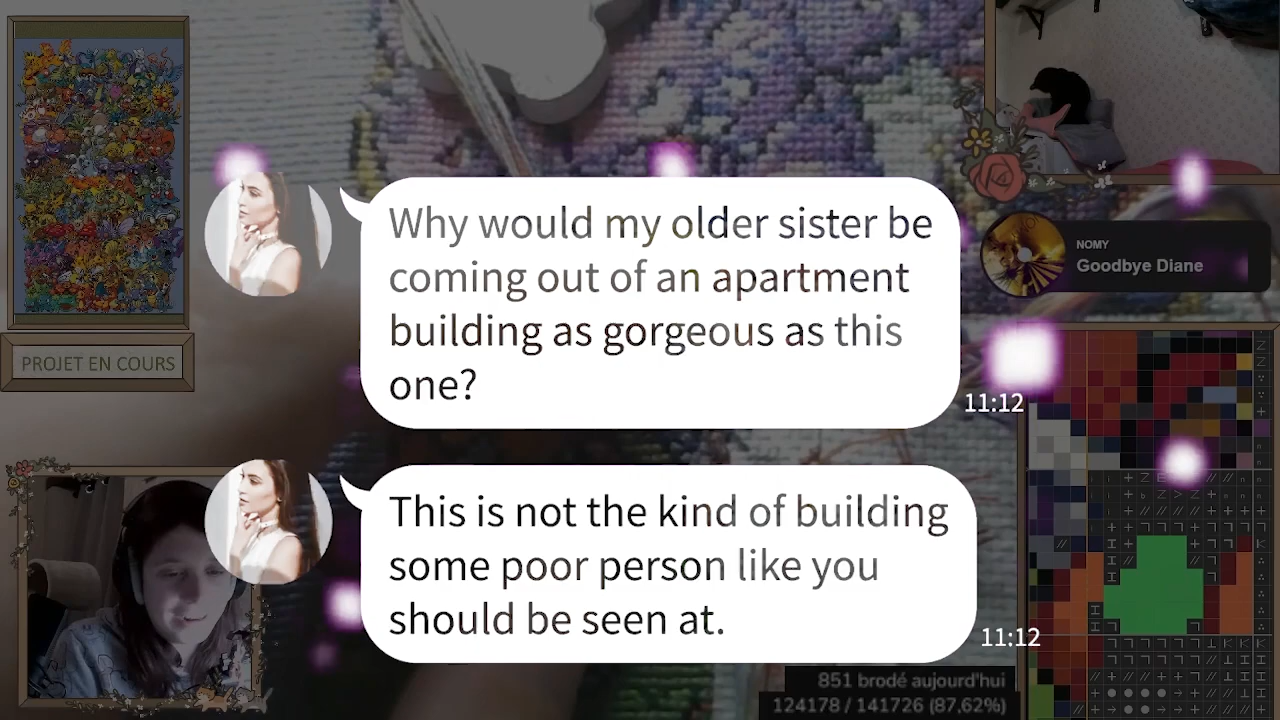 NOMY
Goodbye Diane
Why would my older sister be
coming out of an apartment
building as gorgeous as this
one?
11:12
PROJET EN COURS
This is not the kind of building
some poor person like you
should be seen at.
11:12
851 brodé aujourd'hui
124178 / 141726 (87,62%)